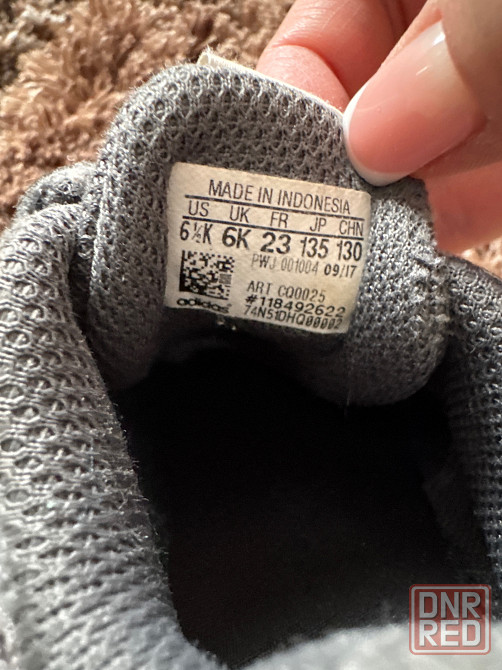 MADE IN INDONESIA
US UK FR JP CHN
6½K 6K 23 135 130
PWJ 001004 09/17
ART CQ0025
#118492622
adidas 74N51DHQ00002
DNR
RED